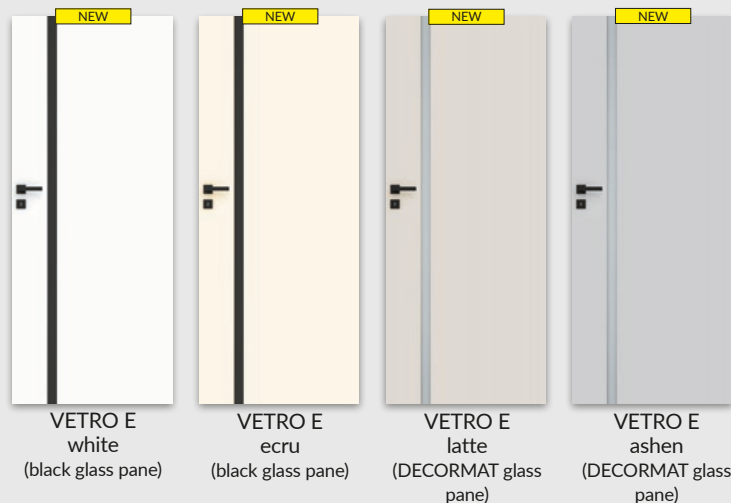 NEW
NEW
NEW
NEW
VETRO E
white
(black glass pane)
VETRO E
ecru
(black glass pane)
VETRO E
latte
(DECORMAT glass
pane)
VETRO E
ashen
(DECORMAT glass
pane)